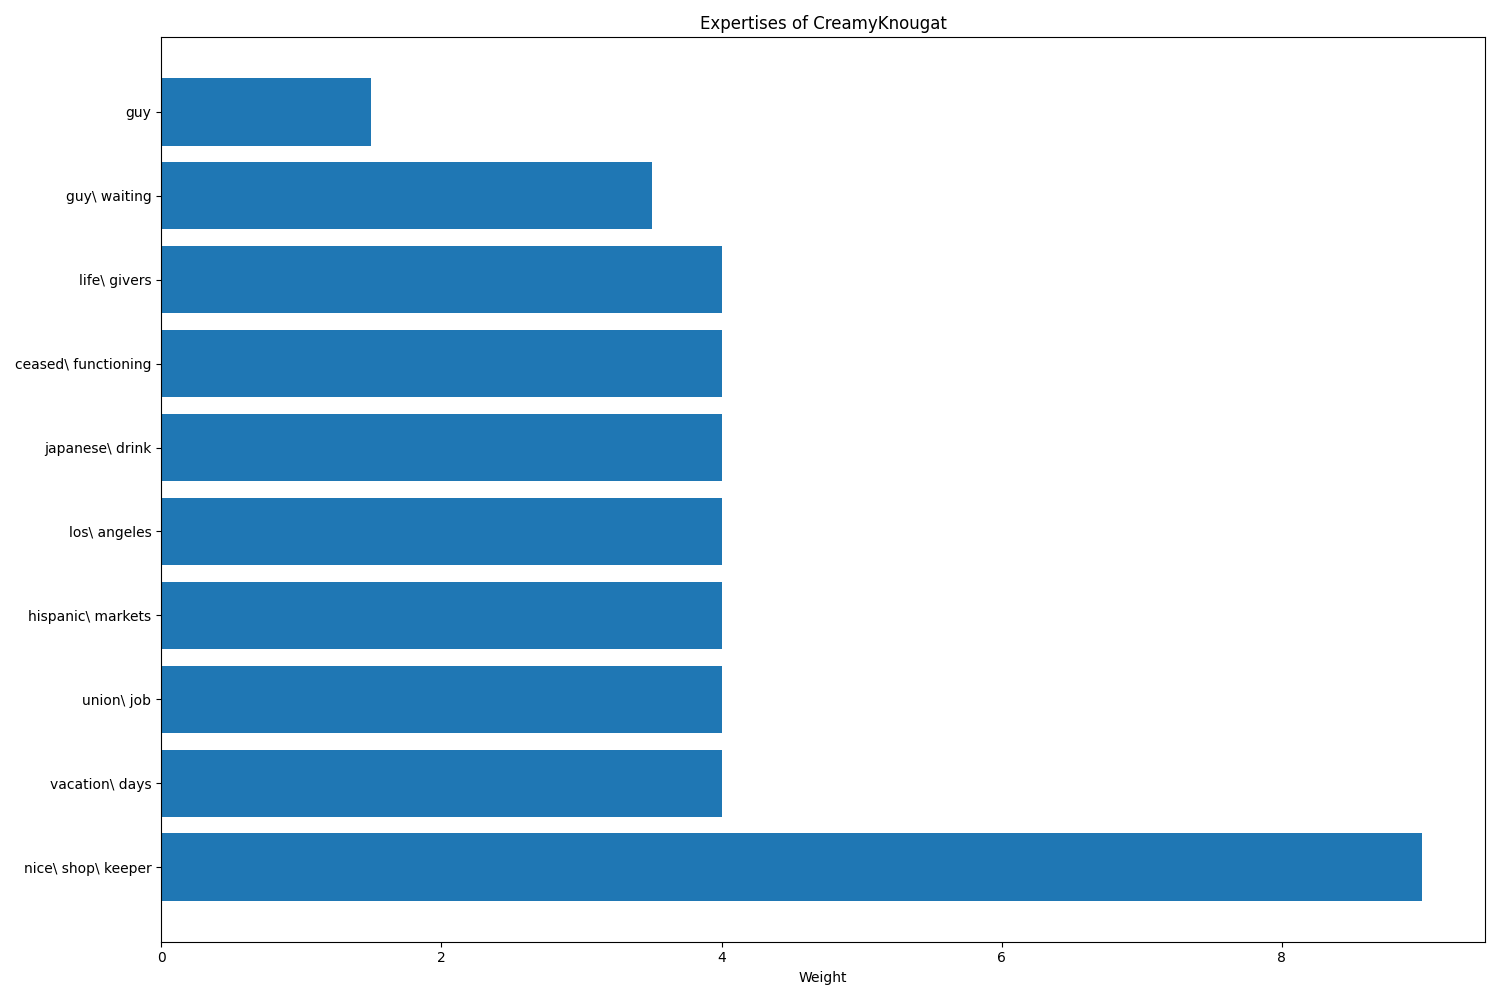 Expertises of CreamyKnougat
guy
guy\ waiting
life\ givers
ceased\ functioning
japanese\ drink
los\ angeles
hispanic\ markets
union\ job
vacation\ days
nice\ shop\ keeper
0 2 4 6 8
Weight